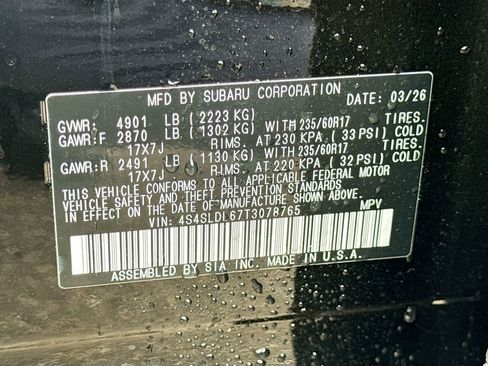 MFD BY SUBARU CORPORATION DATE: 03/26
GVWR: 4901 LB (2223 KG)
GAWR:F 2870 LB (1302 KG) WITH 235/60R17 TIRES.
17X7J RIMS. AT 230 KPA (33 PSI) COLD
GAWR:R 2491 LB (1130 KG) WITH 235/60R17 TIRES.
17X7J RIMS. AT 220 KPA (32 PSI) COLD
THIS VEHICLE CONFORMS TO ALL APPLICABLE FEDERAL MOTOR
VEHICLE SAFETY AND THEFT PREVENTION STANDARDS
IN EFFECT ON THE DATE OF MANUFACTURE SHOWN ABOVE.
VIN: 4S4SLDL67T3078765 MPV
ASSEMBLED BY SIA INC. MADE IN U.S.A.